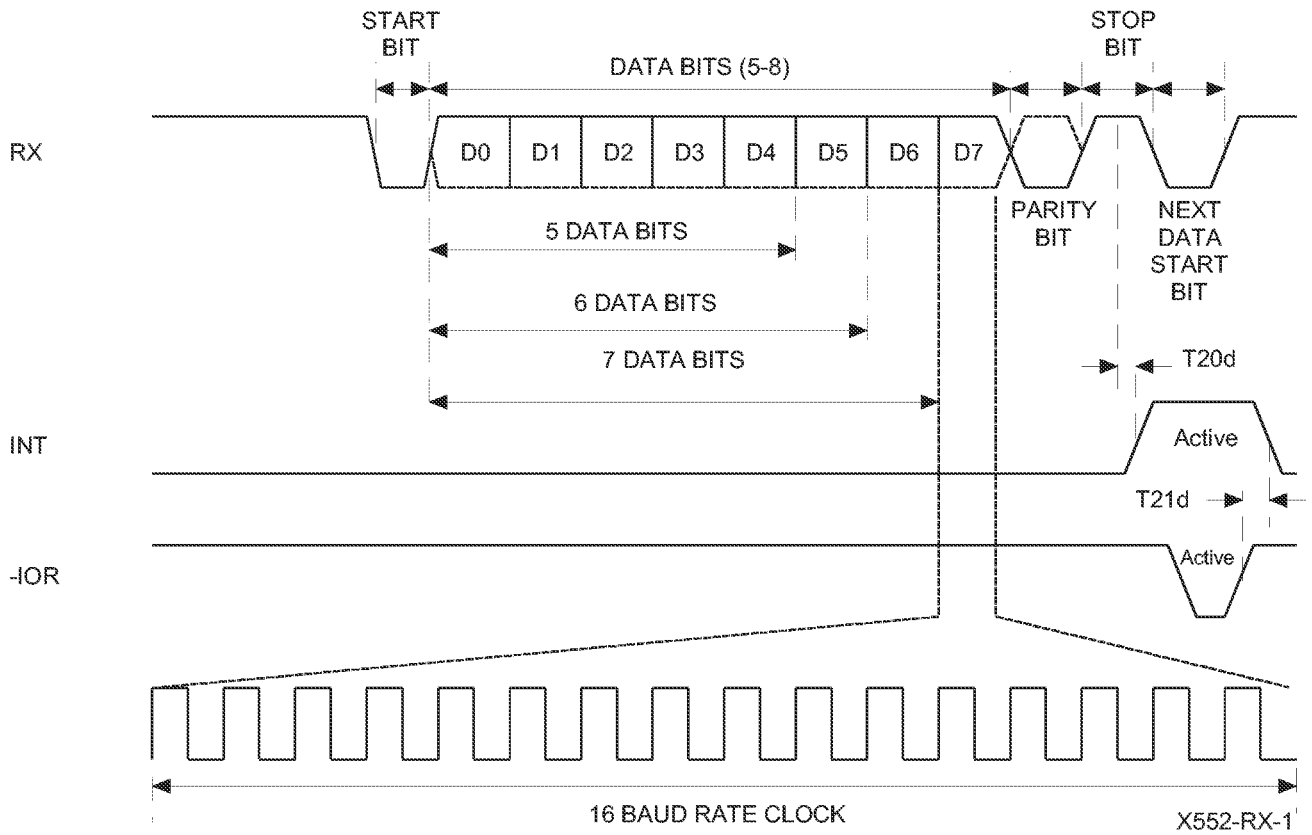 START
BIT
DATA BITS (5-8)
STOP
BIT
RX
D0 D1 D2 D3 D4 D5 D6 D7
PARITY
BIT
NEXT
DATA
START
BIT
5 DATA BITS
6 DATA BITS
7 DATA BITS
T20d
INT
Active
T21d
-IOR
Active
16 BAUD RATE CLOCK
X552-RX-1